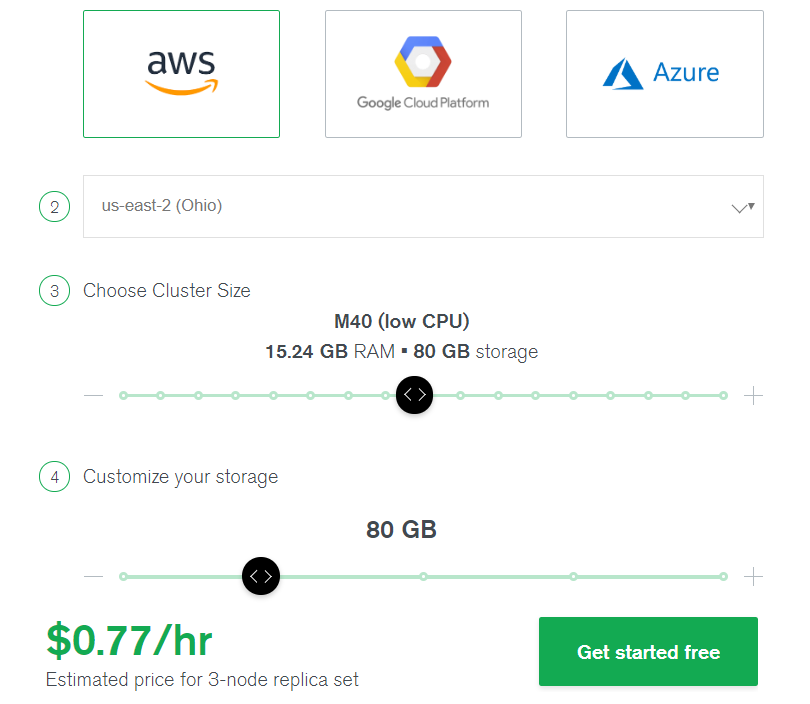 aws
Google Cloud Platform
Azure
2
us-east-2 (Ohio)
3
Choose Cluster Size
M40 (low CPU)
15.24 GB RAM ▪ 80 GB storage
4
Customize your storage
80 GB
$0.77/hr
Estimated price for 3-node replica set
Get started free